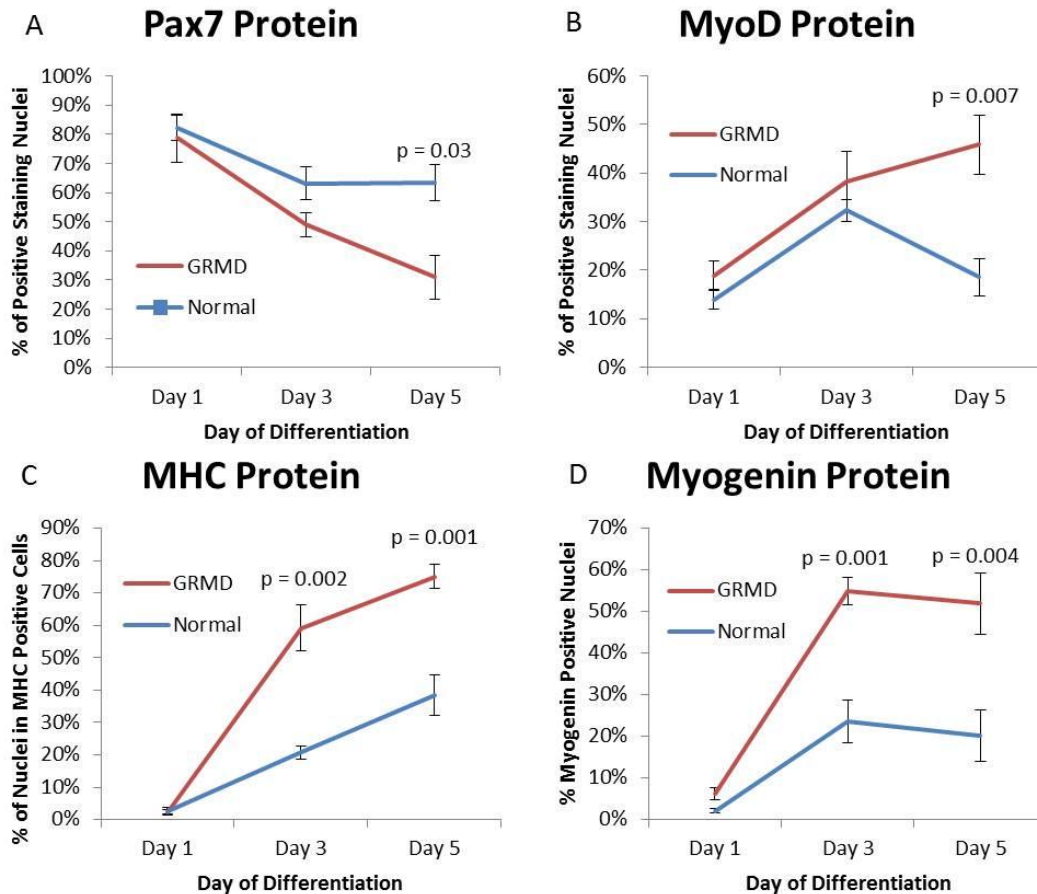 A
Pax7 Protein
% of Positive Staining Nuclei
100%
90%
80%
70%
60%
50%
40%
30%
20%
10%
0%
p = 0.03
GRMD
Normal
Day 1
Day 3
Day 5
Day of Differentiation
B
MyoD Protein
% of Positive Staining Nuclei
60%
50%
40%
30%
20%
10%
0%
p = 0.007
GRMD
Normal
Day 1
Day 3
Day 5
Day of Differentiation
C
MHC Protein
% of Nuclei in MHC Positive Cells
90%
80%
70%
60%
50%
40%
30%
20%
10%
0%
p = 0.001
p = 0.002
GRMD
Normal
Day 1
Day 3
Day 5
Day of Differentiation
D
Myogenin Protein
% Myogenin Positive Nuclei
70%
60%
50%
40%
30%
20%
10%
0%
p = 0.001
p = 0.004
GRMD
Normal
Day 1
Day 3
Day 5
Day of Differentiation